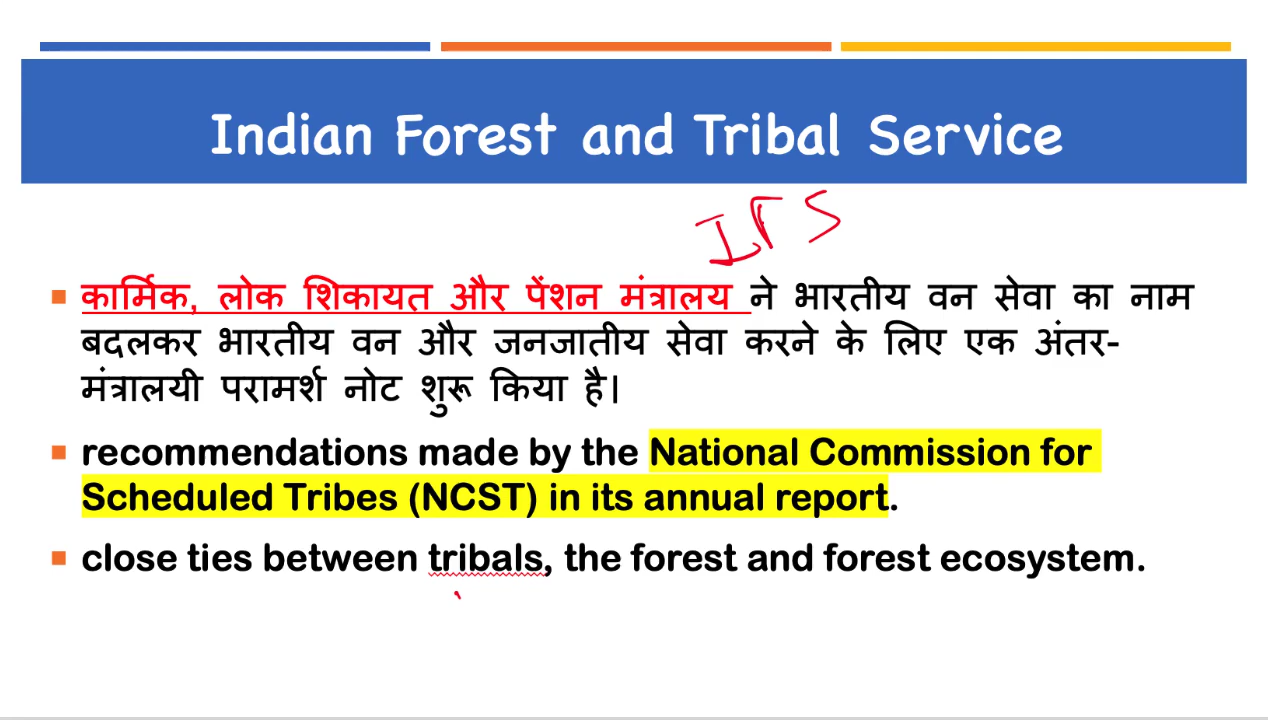 Indian Forest and Tribal Service
IFS
कार्मिक, लोक शिकायत और पेंशन मंत्रालय ने भारतीय वन सेवा का नाम
बदलकर भारतीय वन और जनजातीय सेवा करने के लिए एक अंतर-
मंत्रालयी परामर्श नोट शुरू किया है।
recommendations made by the National Commission for
Scheduled Tribes (NCST) in its annual report.
close ties between tribals, the forest and forest ecosystem.